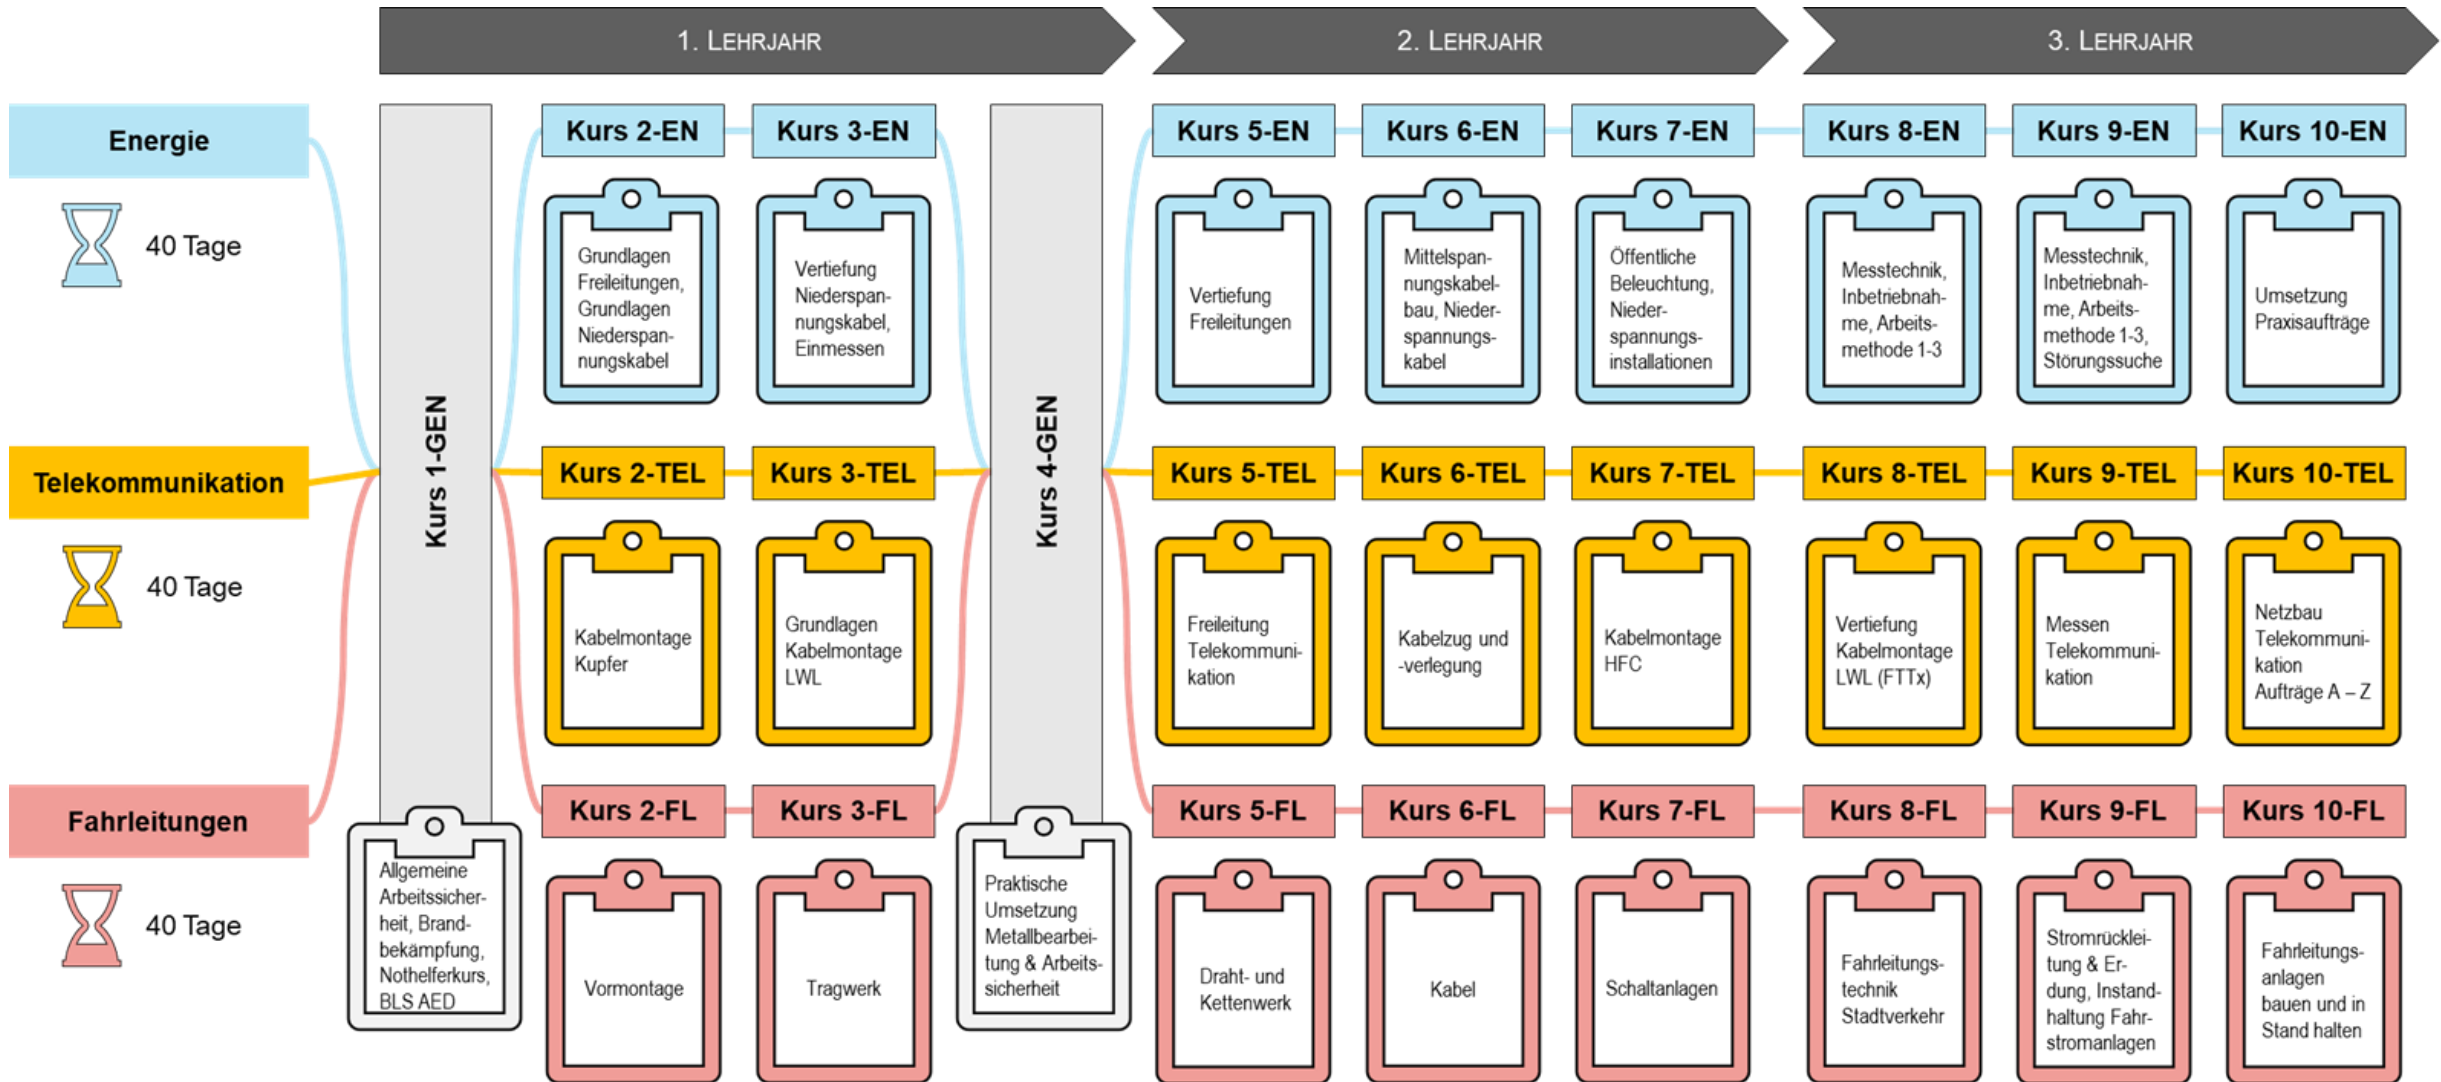 1. LEHRJAHR
2. LEHRJAHR
3. LEHRJAHR
Energie
40 Tage
Kurs 1-GEN
Allgemeine
Arbeitssicher-
heit, Brand-
bekämpfung,
Nothelferkurs,
BLS AED
Kurs 2-EN
Grundlagen
Freileitungen,
Grundlagen
Niederspan-
nungskabel
Kurs 3-EN
Vertiefung
Niederspan-
nungskabel,
Einmessen
Kurs 4-GEN
Praktische
Umsetzung
Metallbearbei-
tung & Arbeits-
sicherheit
Kurs 5-EN
Vertiefung
Freileitungen
Kurs 6-EN
Mittelspan-
nungskabel-
bau, Nieder-
spannungs-
kabel
Kurs 7-EN
Öffentliche
Beleuchtung,
Nieder-
spannungs-
installationen
Kurs 8-EN
Messtechnik,
Inbetriebnah-
me, Arbeits-
methode 1-3
Kurs 9-EN
Messtechnik,
Inbetriebnah-
me, Arbeits-
methode 1-3,
Störungssuche
Kurs 10-EN
Umsetzung
Praxisaufträge
Telekommunikation
40 Tage
Kurs 2-TEL
Kabelmontage
Kupfer
Kurs 3-TEL
Grundlagen
Kabelmontage
LWL
Kurs 5-TEL
Freileitung
Telekommuni-
kation
Kurs 6-TEL
Kabelzug und
-verlegung
Kurs 7-TEL
Kabelmontage
HFC
Kurs 8-TEL
Vertiefung
Kabelmontage
LWL (FTTx)
Kurs 9-TEL
Messen
Telekommuni-
kation
Kurs 10-TEL
Netzbau
Telekommuni-
kation
Aufträge A – Z
Fahrleitungen
40 Tage
Kurs 2-FL
Vormontage
Kurs 3-FL
Tragwerk
Kurs 5-FL
Draht- und
Kettenwerk
Kurs 6-FL
Kabel
Kurs 7-FL
Schaltanlagen
Kurs 8-FL
Fahrleitungs-
technik
Stadtverkehr
Kurs 9-FL
Stromrücklei-
tung & Er-
dung, Instand-
haltung Fahr-
stromanlagen
Kurs 10-FL
Fahrleitungs-
anlagen
bauen und in
Stand halten